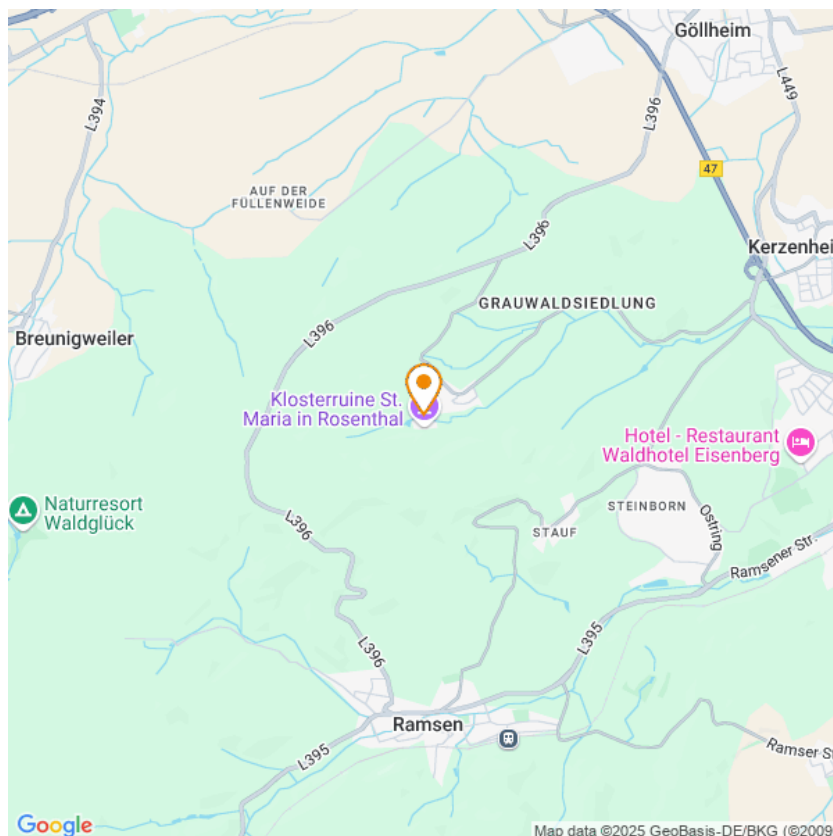 Göllheim
L449
L394
L396
47
AUF DER
FÜLLENWEIDE
L396
Kerzenhei
GRAUWALDSIEDLUNG
L396
Breunigweiler
Klosterruine St.
Maria in Rosenthal
Hotel - Restaurant
Waldhotel Eisenberg
Naturresort
Waldglück
STEINBORN
L396
STAUF
Ostring
Ramsener Str.
L395
L396
Ramsen
L395
Ramser St
Google
Map data ©2025 GeoBasis-DE/BKG (©2009